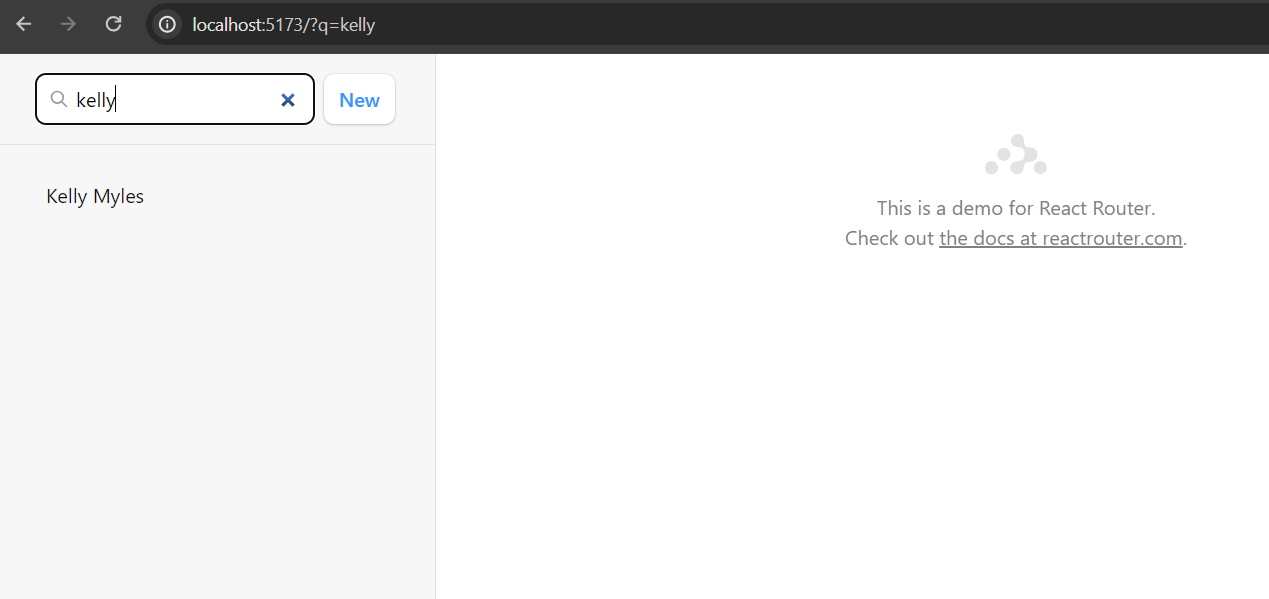 localhost:5173/?q=kelly
kelly
New
Kelly Myles
This is a demo for React Router.
Check out the docs at reactrouter.com.